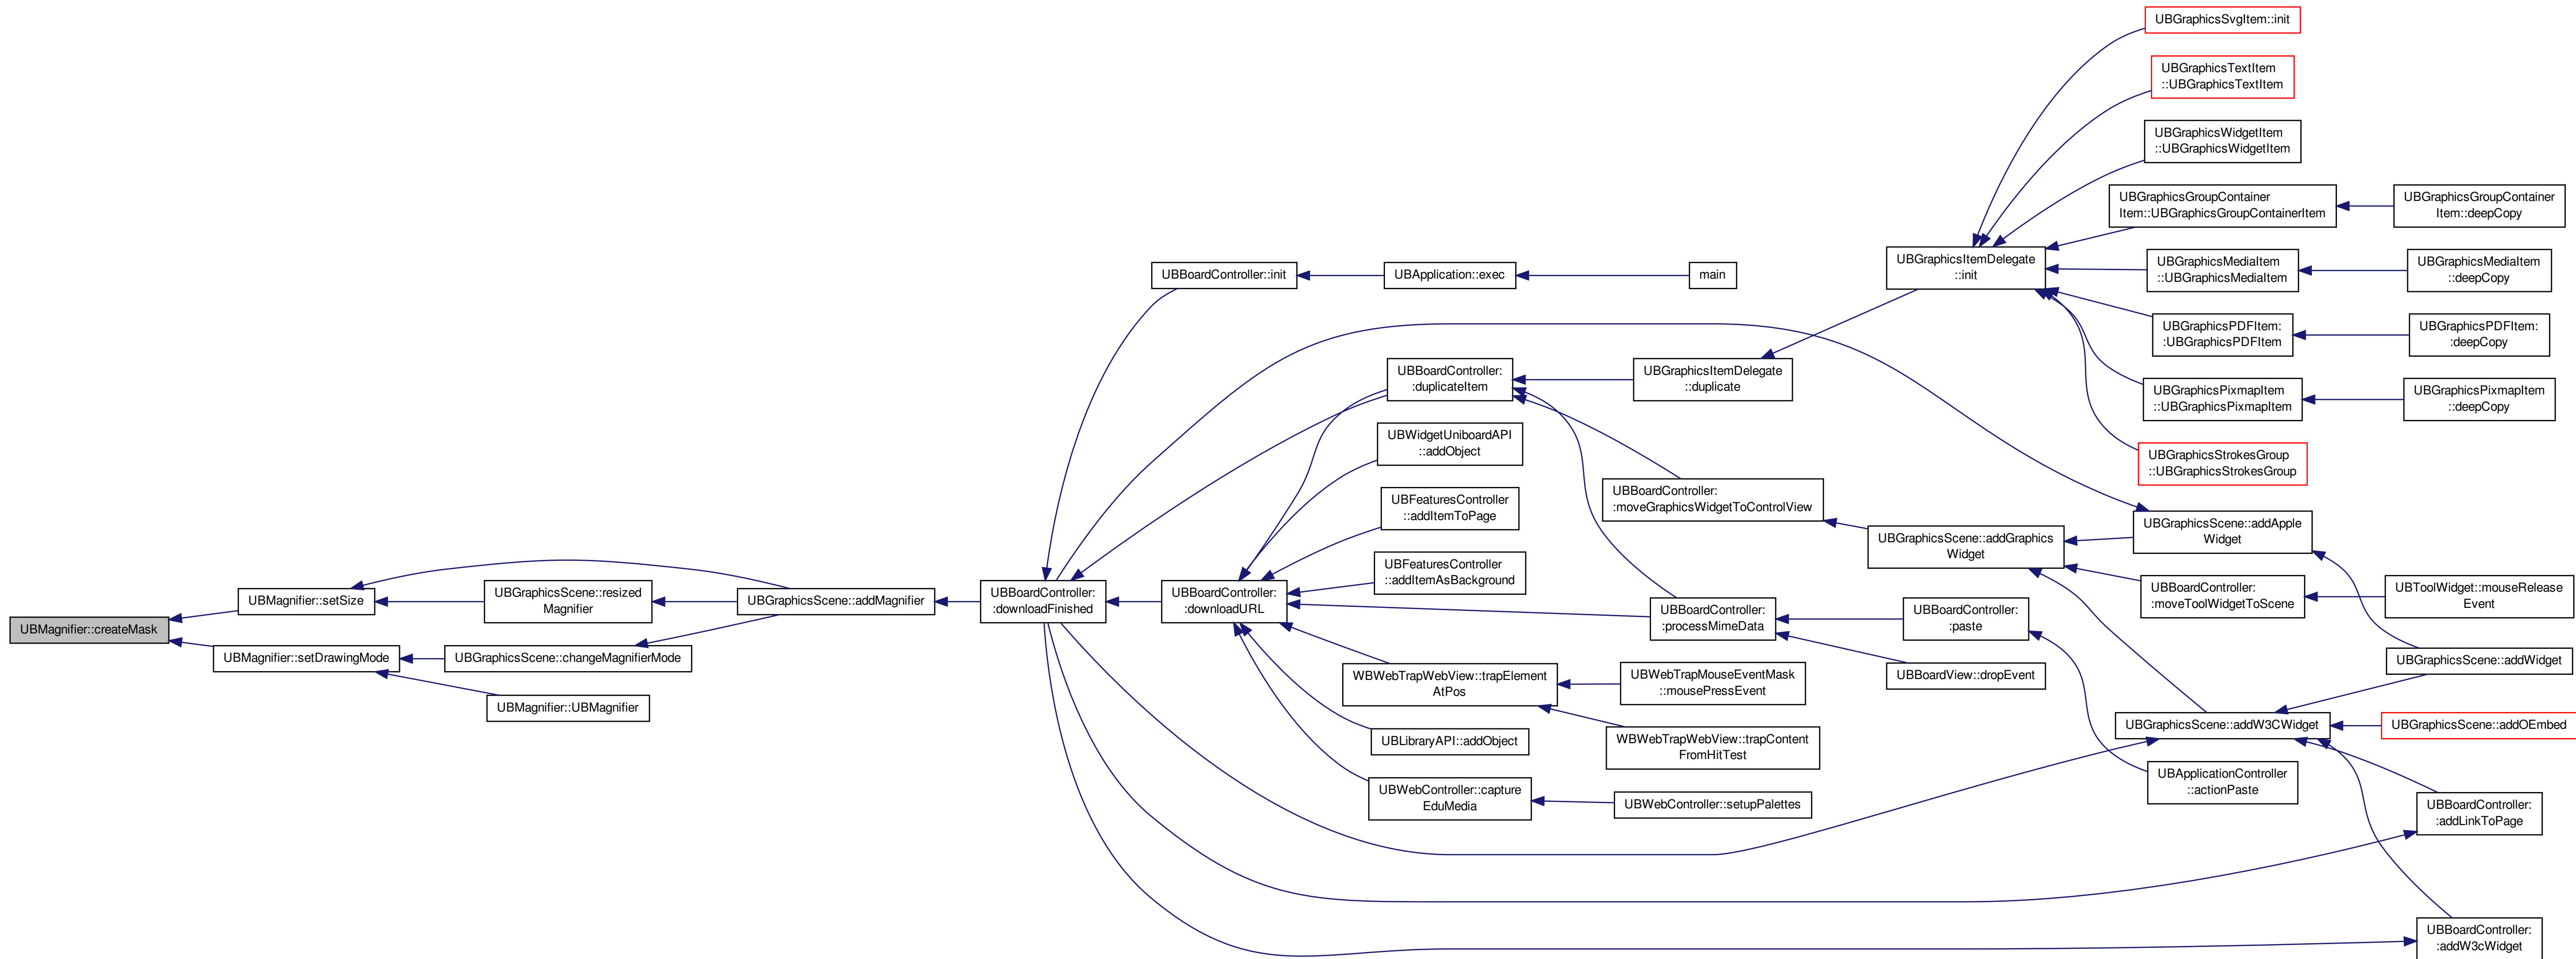 UBGraphicsSvgItem::init
UBGraphicsTextItem
::UBGraphicsTextItem
UBGraphicsWidgetItem
::UBGraphicsWidgetItem
UBGraphicsGroupContainer
Item::UBGraphicsGroupContainerItem
UBGraphicsGroupContainer
Item::deepCopy
UBGraphicsItemDelegate
::init
UBBoardController::init
UBApplication::exec
main
UBGraphicsMediaItem
::UBGraphicsMediaItem
UBGraphicsMediaItem
::deepCopy
UBGraphicsPDFItem:
:UBGraphicsPDFItem
UBGraphicsPDFItem:
:deepCopy
UBBoardController:
:duplicateItem
UBGraphicsItemDelegate
::duplicate
UBGraphicsPixmapItem
::UBGraphicsPixmapItem
UBGraphicsPixmapItem
::deepCopy
UBWidgetUniboardAPI
::addObject
UBGraphicsStrokesGroup
::UBGraphicsStrokesGroup
UBFeaturesController
::addItemToPage
UBBoardController:
:moveGraphicsWidgetToControlView
UBGraphicsScene::addGraphics
Widget
UBGraphicsScene::addApple
Widget
UBFeaturesController
::addItemAsBackground
UBBoardController:
:moveToolWidgetToScene
UBToolWidget::mouseRelease
Event
UBMagnifier::createMask
UBMagnifier::setSize
UBGraphicsScene::resized
Magnifier
UBGraphicsScene::addMagnifier
UBBoardController:
:downloadFinished
UBBoardController:
:downloadURL
UBBoardController:
:processMimeData
UBBoardController:
:paste
UBMagnifier::setDrawingMode
UBGraphicsScene::changeMagnifierMode
UBMagnifier::UBMagnifier
WBWebTrapWebView::trapElement
AtPos
UBWebTrapMouseEventMask
::mousePressEvent
UBBoardView::dropEvent
UBGraphicsScene::addWidget
UBLibraryAPI::addObject
WBWebTrapWebView::trapContent
FromHitTest
UBGraphicsScene::addW3CWidget
UBGraphicsScene::addOEmbed
UBWebController::capture
EduMedia
UBWebController::setupPalettes
UBApplicationController
::actionPaste
UBBoardController:
:addLinkToPage
UBBoardController:
:addW3cWidget